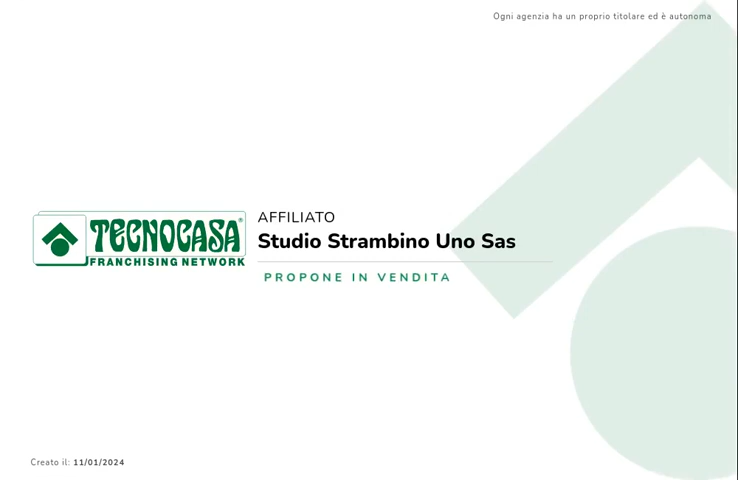 Ogni agenzia ha un proprio titolare ed è autonoma
AFFILIATO
TECNOCASA®
FRANCHISING NETWORK
Studio Strambino Uno Sas
PROPONE IN VENDITA
Creato il: 11/01/2024